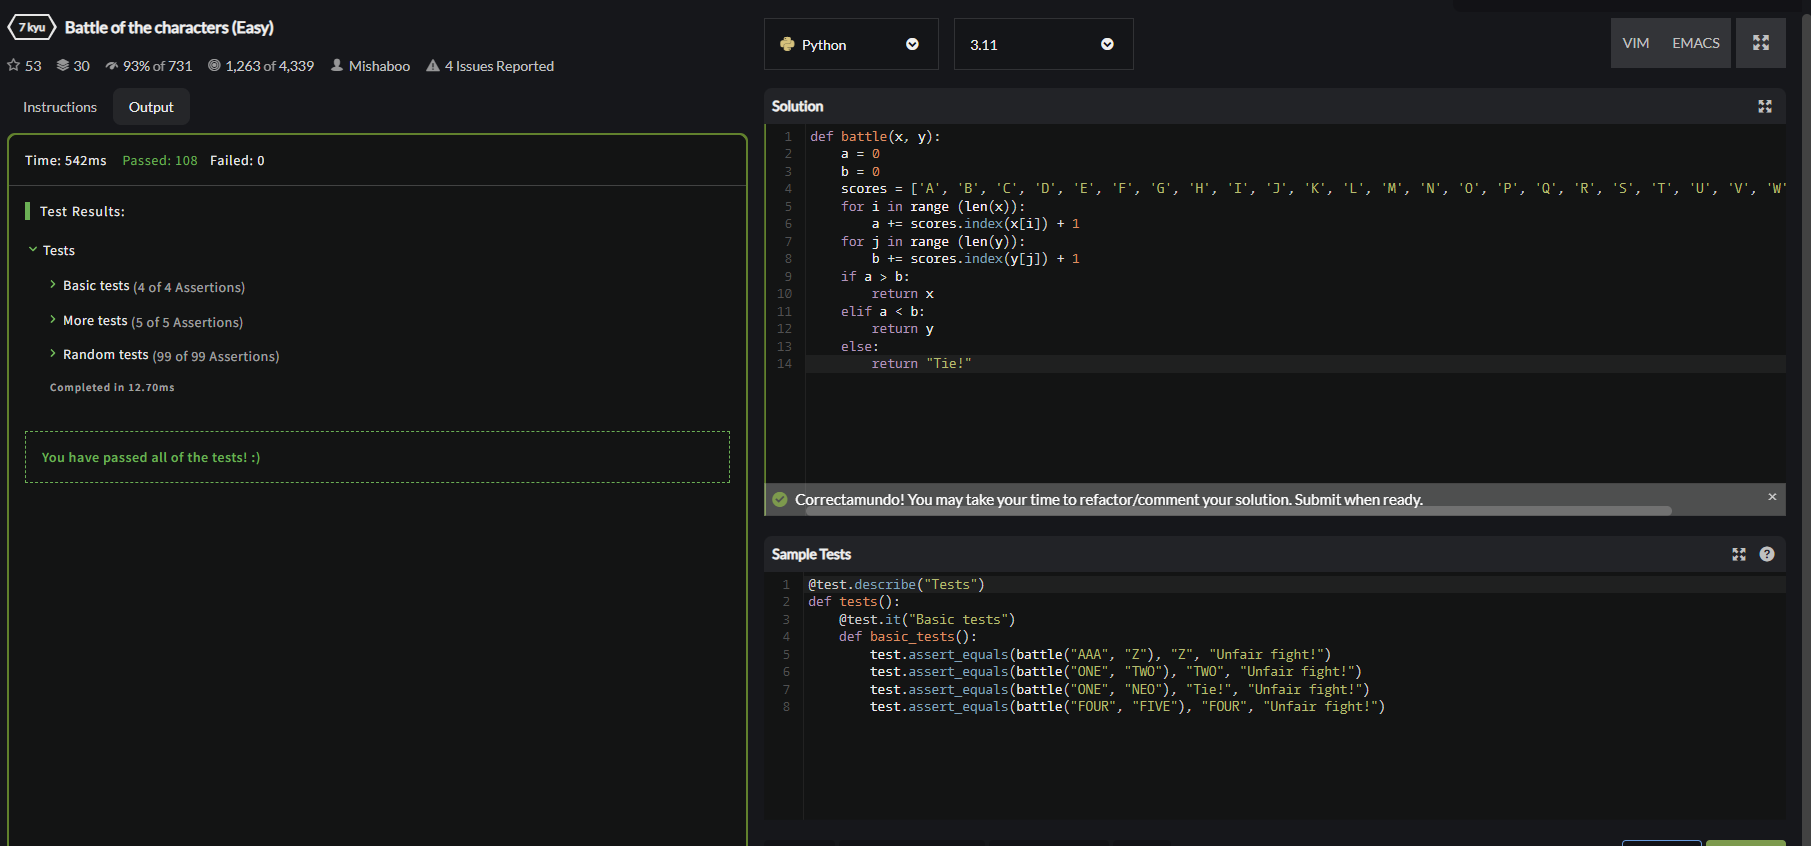 7 kyu Battle of the characters (Easy)
53 30 93% of 731 1,263 of 4,339 Mishaboo 4 Issues Reported
Instructions Output
Time: 542ms Passed: 108 Failed: 0
Test Results:
Tests
Basic tests (4 of 4 Assertions)
More tests (5 of 5 Assertions)
Random tests (99 of 99 Assertions)
Completed in 12.70ms
You have passed all of the tests! :)
Python 3.11 VIM EMACS
Solution
1 def battle(x, y):
2 a = 0
3 b = 0
4 scores = ['A', 'B', 'C', 'D', 'E', 'F', 'G', 'H', 'I', 'J', 'K', 'L', 'M', 'N', 'O', 'P', 'Q', 'R', 'S', 'T', 'U', 'V', 'W'
5 for i in range (len(x)):
6 a += scores.index(x[i]) + 1
7 for j in range (len(y)):
8 b += scores.index(y[j]) + 1
9 if a > b:
10 return x
11 elif a < b:
12 return y
13 else:
14 return "Tie!"
Correctamundo! You may take your time to refactor/comment your solution. Submit when ready. ×
Sample Tests ?
1 @test.describe("Tests")
2 def tests():
3 @test.it("Basic tests")
4 def basic_tests():
5 test.assert_equals(battle("AAA", "Z"), "Z", "Unfair fight!")
6 test.assert_equals(battle("ONE", "TWO"), "TWO", "Unfair fight!")
7 test.assert_equals(battle("ONE", "NEO"), "Tie!", "Unfair fight!")
8 test.assert_equals(battle("FOUR", "FIVE"), "FOUR", "Unfair fight!")